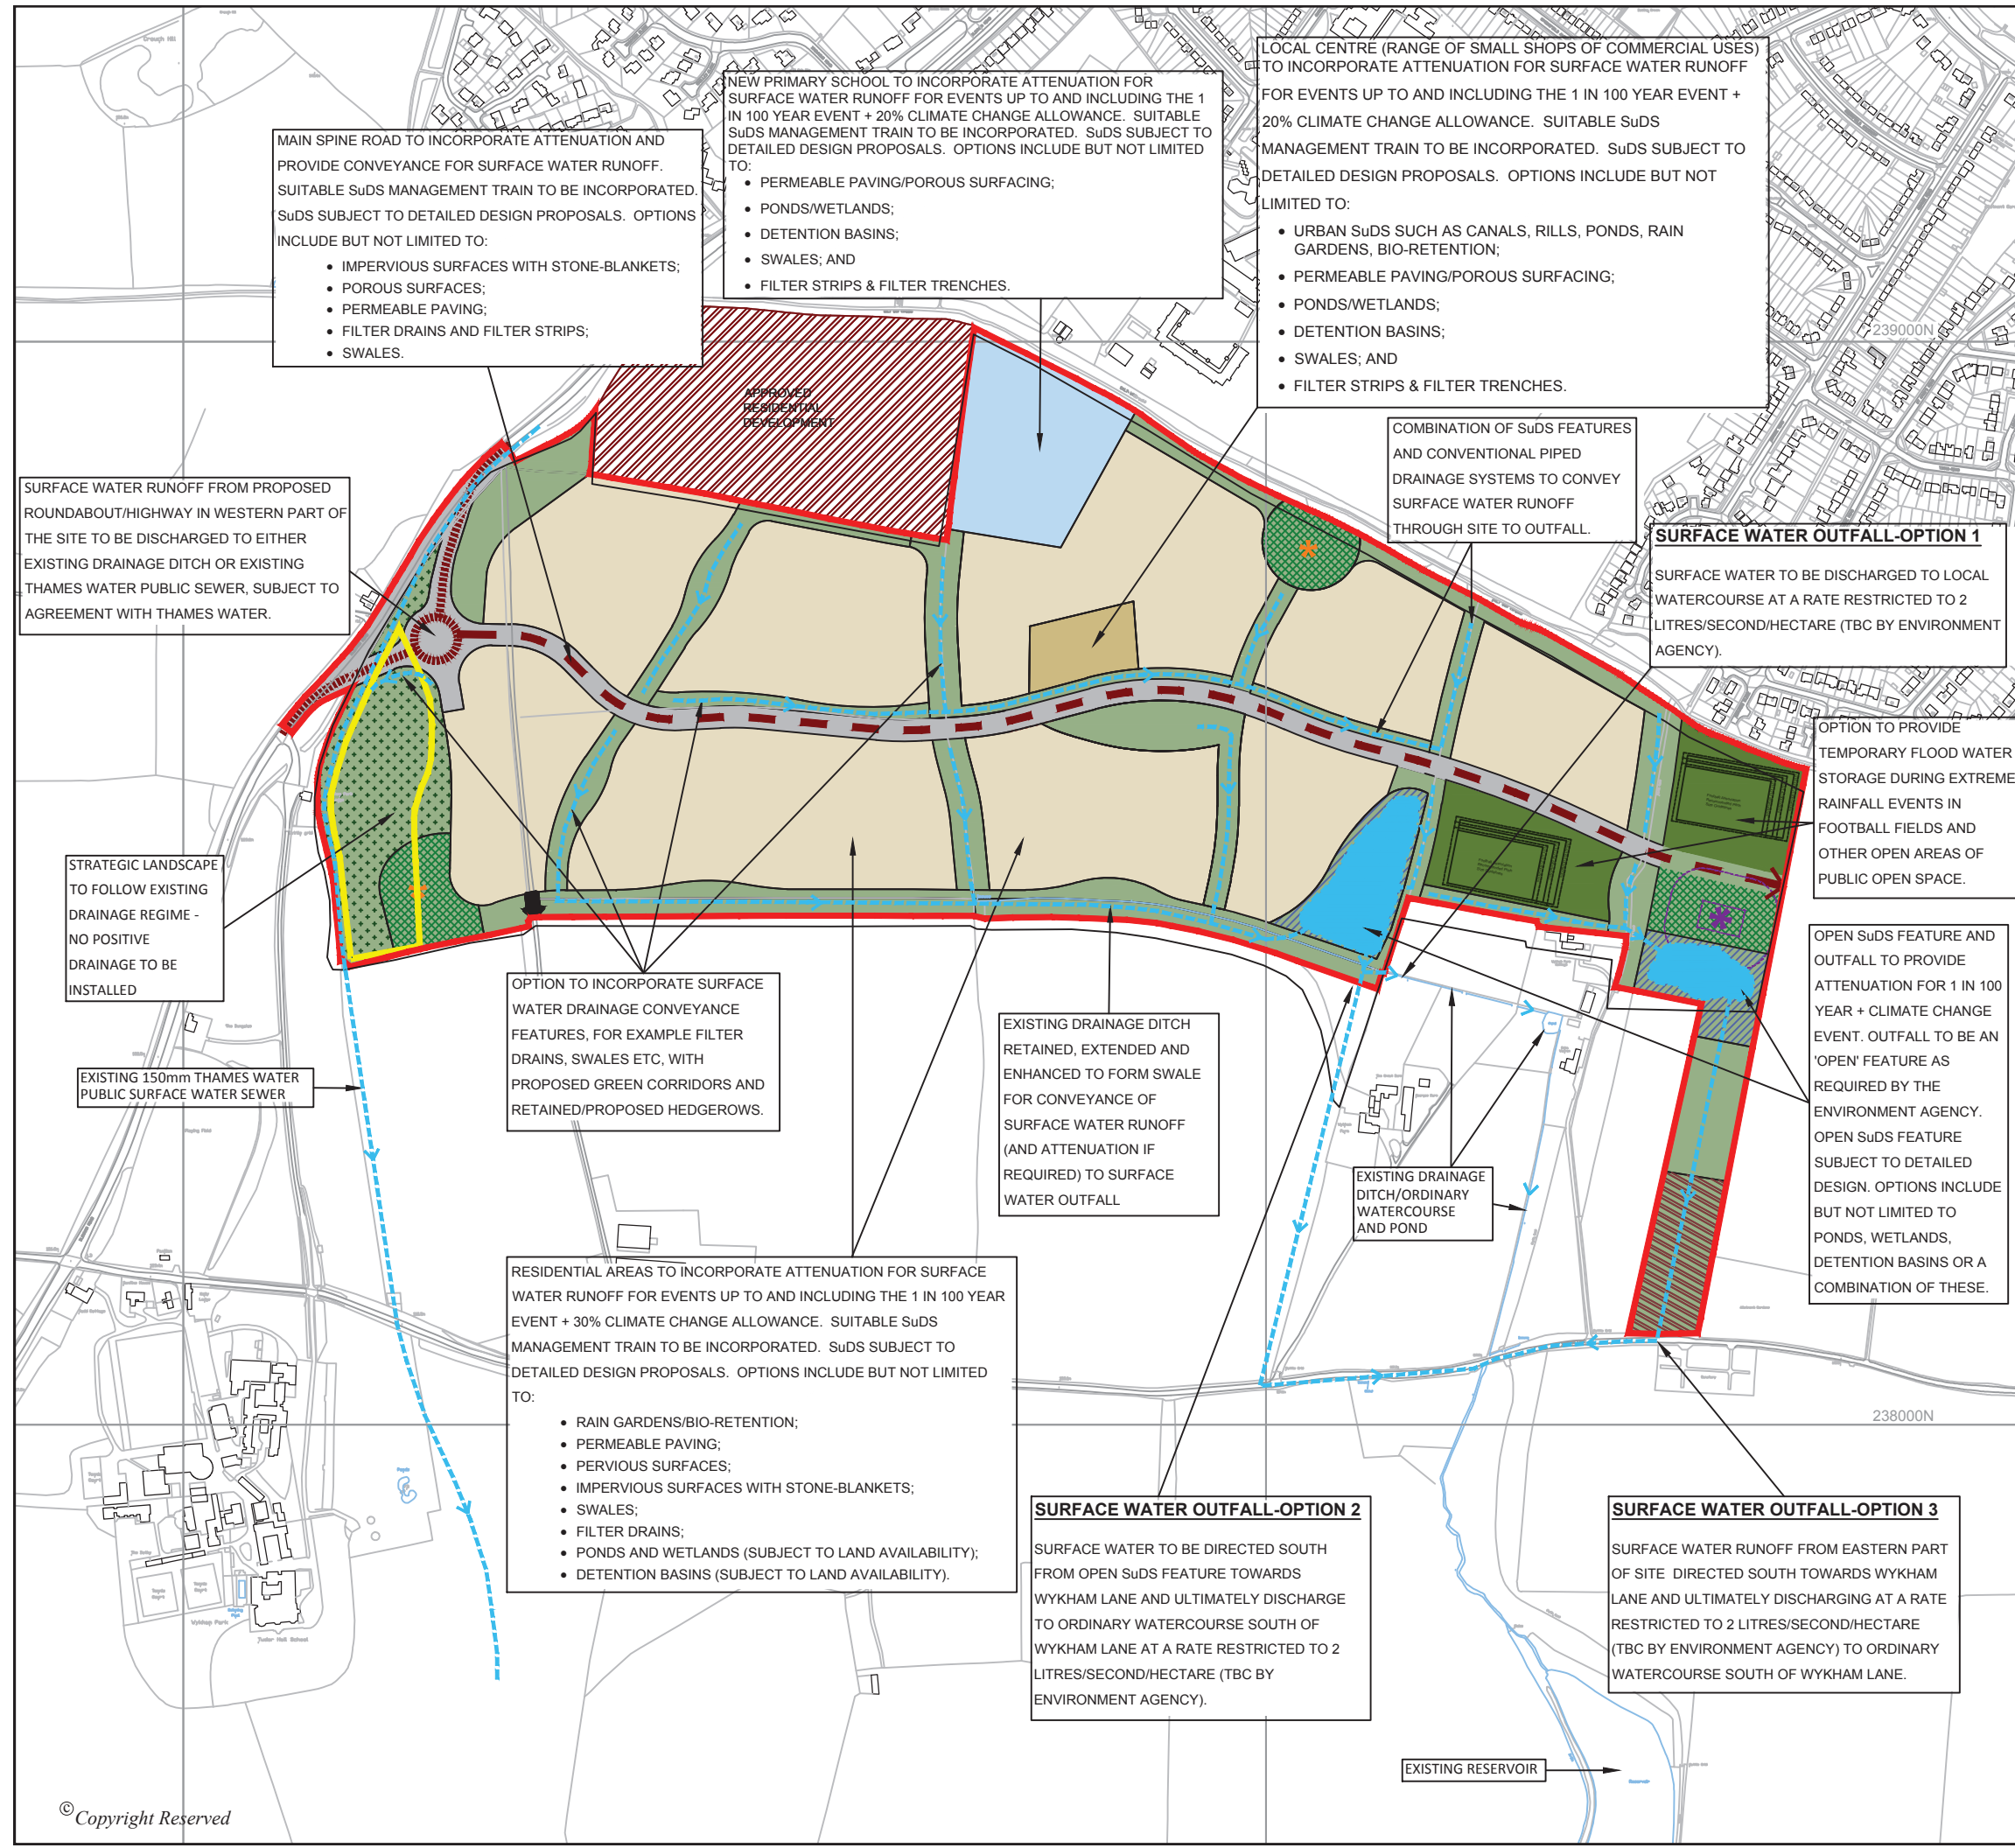 LOCAL CENTRE (RANGE OF SMALL SHOPS OF COMMERCIAL USES)
TO INCORPORATE ATTENUATION FOR SURFACE WATER RUNOFF
FOR EVENTS UP TO AND INCLUDING THE 1 IN 100 YEAR EVENT +
20% CLIMATE CHANGE ALLOWANCE. SUITABLE SuDS
MANAGEMENT TRAIN TO BE INCORPORATED. SuDS SUBJECT TO
DETAILED DESIGN PROPOSALS. OPTIONS INCLUDE BUT NOT
LIMITED TO:
• URBAN SuDS SUCH AS CANALS, RILLS, PONDS, RAIN
GARDENS, BIO-RETENTION;
• PERMEABLE PAVING/POROUS SURFACING;
• PONDS/WETLANDS;
• DETENTION BASINS;
• SWALES; AND
• FILTER STRIPS & FILTER TRENCHES.
NEW PRIMARY SCHOOL TO INCORPORATE ATTENUATION FOR
SURFACE WATER RUNOFF FOR EVENTS UP TO AND INCLUDING THE 1
IN 100 YEAR EVENT + 20% CLIMATE CHANGE ALLOWANCE. SUITABLE
SuDS MANAGEMENT TRAIN TO BE INCORPORATED. SuDS SUBJECT TO
DETAILED DESIGN PROPOSALS. OPTIONS INCLUDE BUT NOT LIMITED
TO:
• PERMEABLE PAVING/POROUS SURFACING;
• PONDS/WETLANDS;
• DETENTION BASINS;
• SWALES; AND
• FILTER STRIPS & FILTER TRENCHES.
MAIN SPINE ROAD TO INCORPORATE ATTENUATION AND
PROVIDE CONVEYANCE FOR SURFACE WATER RUNOFF.
SUITABLE SuDS MANAGEMENT TRAIN TO BE INCORPORATED.
SuDS SUBJECT TO DETAILED DESIGN PROPOSALS. OPTIONS
INCLUDE BUT NOT LIMITED TO:
• IMPERVIOUS SURFACES WITH STONE-BLANKETS;
• POROUS SURFACES;
• PERMEABLE PAVING;
• FILTER DRAINS AND FILTER STRIPS;
• SWALES.
239000N
APPROVED
RESIDENTIAL
DEVELOPMENT
COMBINATION OF SuDS FEATURES
AND CONVENTIONAL PIPED
DRAINAGE SYSTEMS TO CONVEY
SURFACE WATER RUNOFF
THROUGH SITE TO OUTFALL.
SURFACE WATER RUNOFF FROM PROPOSED
ROUNDABOUT/HIGHWAY IN WESTERN PART OF
THE SITE TO BE DISCHARGED TO EITHER
EXISTING DRAINAGE DITCH OR EXISTING
THAMES WATER PUBLIC SEWER, SUBJECT TO
AGREEMENT WITH THAMES WATER.
SURFACE WATER OUTFALL-OPTION 1
SURFACE WATER TO BE DISCHARGED TO LOCAL
WATERCOURSE AT A RATE RESTRICTED TO 2
LITRES/SECOND/HECTARE (TBC BY ENVIRONMENT
AGENCY).
OPTION TO PROVIDE
TEMPORARY FLOOD WATER
STORAGE DURING EXTREME
RAINFALL EVENTS IN
FOOTBALL FIELDS AND
OTHER OPEN AREAS OF
PUBLIC OPEN SPACE.
STRATEGIC LANDSCAPE
TO FOLLOW EXISTING
DRAINAGE REGIME -
NO POSITIVE
DRAINAGE TO BE
INSTALLED
OPEN SuDS FEATURE AND
OUTFALL TO PROVIDE
ATTENUATION FOR 1 IN 100
YEAR + CLIMATE CHANGE
EVENT. OUTFALL TO BE AN
'OPEN' FEATURE AS
REQUIRED BY THE
ENVIRONMENT AGENCY.
OPEN SuDS FEATURE
SUBJECT TO DETAILED
DESIGN. OPTIONS INCLUDE
BUT NOT LIMITED TO
PONDS, WETLANDS,
DETENTION BASINS OR A
COMBINATION OF THESE.
OPTION TO INCORPORATE SURFACE
WATER DRAINAGE CONVEYANCE
FEATURES, FOR EXAMPLE FILTER
DRAINS, SWALES ETC, WITH
PROPOSED GREEN CORRIDORS AND
RETAINED/PROPOSED HEDGEROWS.
EXISTING DRAINAGE DITCH
RETAINED, EXTENDED AND
ENHANCED TO FORM SWALE
FOR CONVEYANCE OF
SURFACE WATER RUNOFF
(AND ATTENUATION IF
REQUIRED) TO SURFACE
WATER OUTFALL
EXISTING 150mm THAMES WATER
PUBLIC SURFACE WATER SEWER
EXISTING DRAINAGE
DITCH/ORDINARY
WATERCOURSE
AND POND
RESIDENTIAL AREAS TO INCORPORATE ATTENUATION FOR SURFACE
WATER RUNOFF FOR EVENTS UP TO AND INCLUDING THE 1 IN 100 YEAR
EVENT + 30% CLIMATE CHANGE ALLOWANCE. SUITABLE SuDS
MANAGEMENT TRAIN TO BE INCORPORATED. SuDS SUBJECT TO
DETAILED DESIGN PROPOSALS. OPTIONS INCLUDE BUT NOT LIMITED
TO:
• RAIN GARDENS/BIO-RETENTION;
• PERMEABLE PAVING;
• PERVIOUS SURFACES;
• IMPERVIOUS SURFACES WITH STONE-BLANKETS;
• SWALES;
• FILTER DRAINS;
• PONDS AND WETLANDS (SUBJECT TO LAND AVAILABILITY);
• DETENTION BASINS (SUBJECT TO LAND AVAILABILITY).
238000N
SURFACE WATER OUTFALL-OPTION 2
SURFACE WATER TO BE DIRECTED SOUTH
FROM OPEN SuDS FEATURE TOWARDS
WYKHAM LANE AND ULTIMATELY DISCHARGE
TO ORDINARY WATERCOURSE SOUTH OF
WYKHAM LANE AT A RATE RESTRICTED TO 2
LITRES/SECOND/HECTARE (TBC BY
ENVIRONMENT AGENCY).
SURFACE WATER OUTFALL-OPTION 3
SURFACE WATER RUNOFF FROM EASTERN PART
OF SITE DIRECTED SOUTH TOWARDS WYKHAM
LANE AND ULTIMATELY DISCHARGING AT A RATE
RESTRICTED TO 2 LITRES/SECOND/HECTARE
(TBC BY ENVIRONMENT AGENCY) TO ORDINARY
WATERCOURSE SOUTH OF WYKHAM LANE.
Wykham Park
Tudor Hall School
EXISTING RESERVOIR
Reservoir
© Copyright Reserved